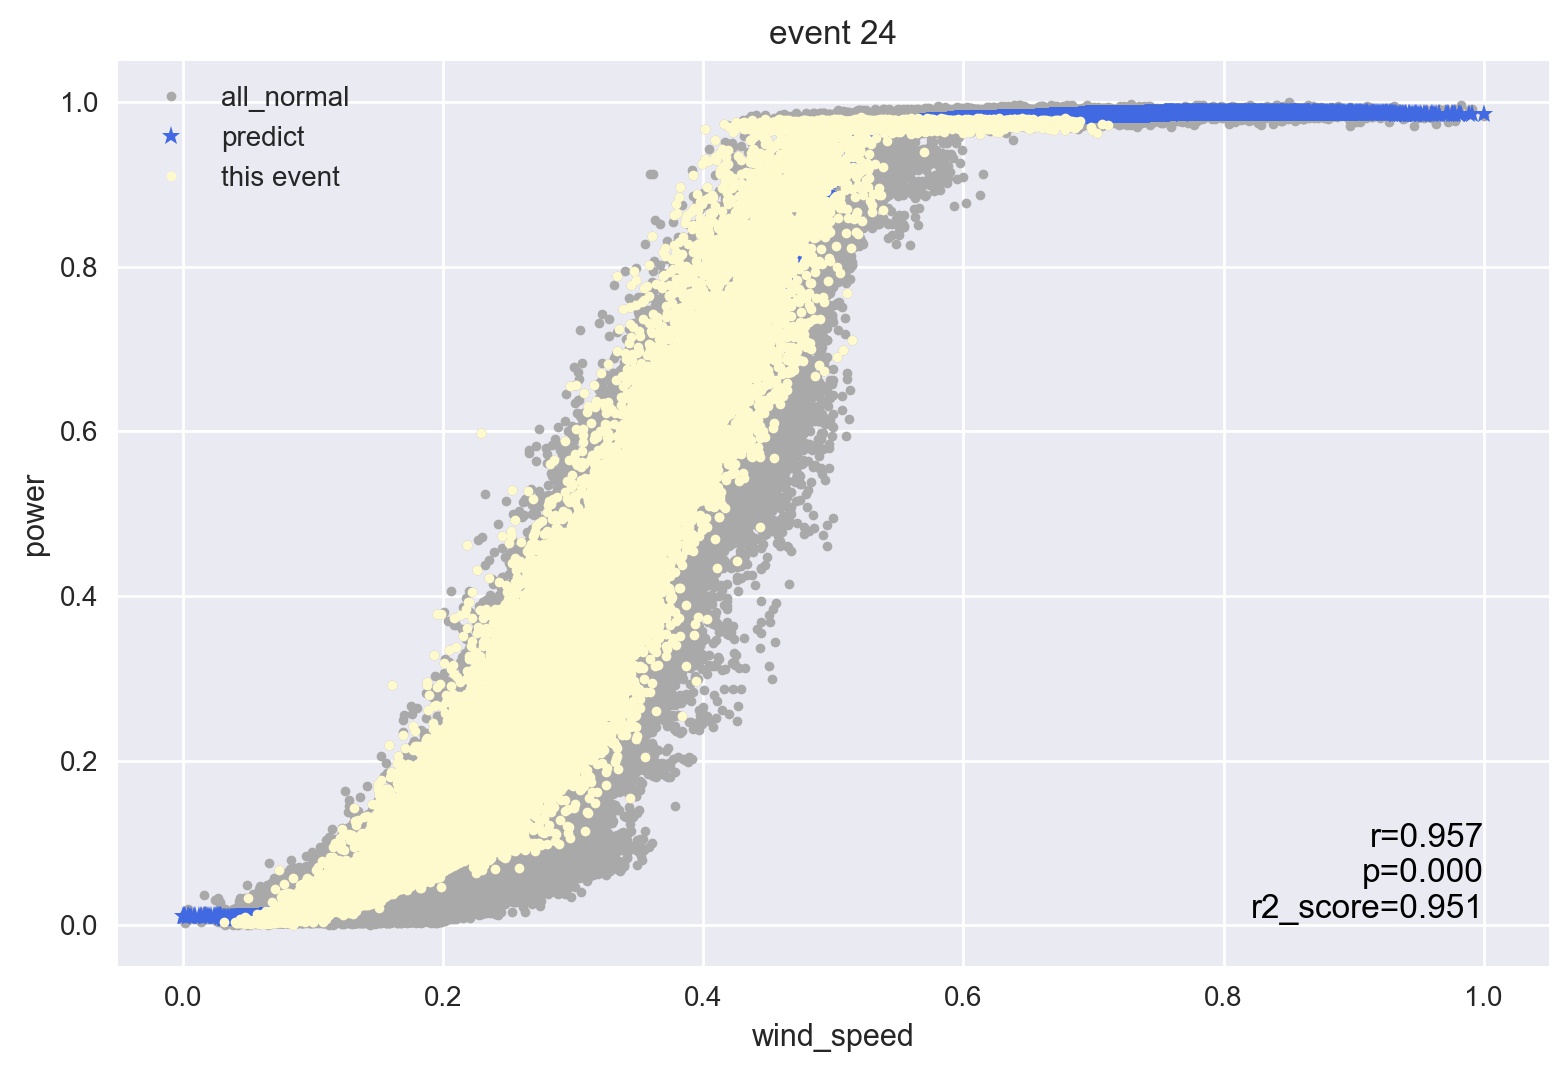 event 24
all_normal
predict
this event
1.0
0.8
0.6
0.4
0.2
0.0
power
r=0.957
p=0.000
r2_score=0.951
0.0 0.2 0.4 0.6 0.8 1.0
wind_speed